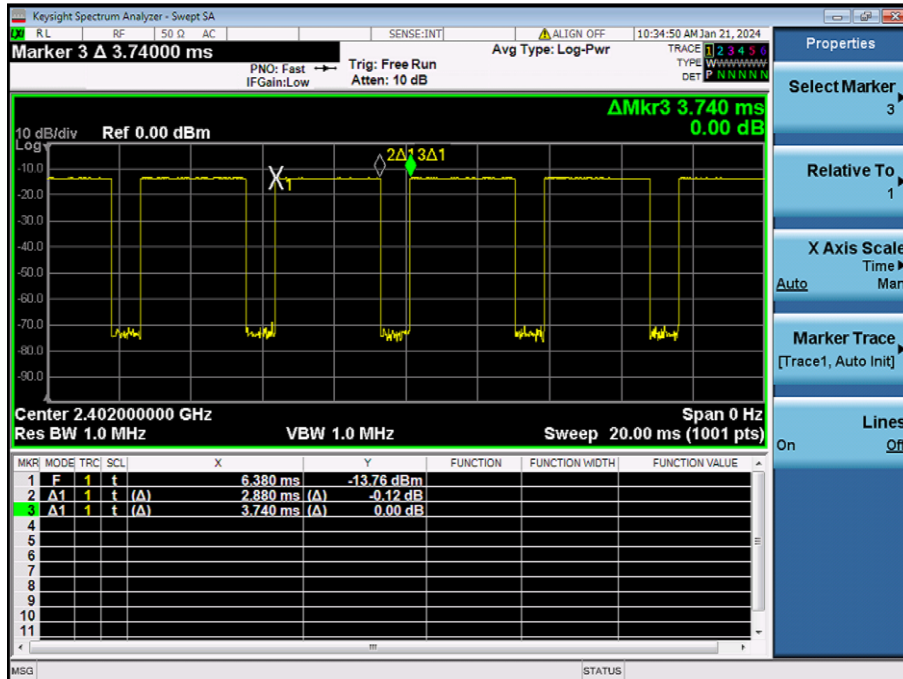 Keysight Spectrum Analyzer - Swept SA
RL RF 50 Ω AC SENSE:INT ALIGN OFF 10:34:50 AM Jan 21, 2024
Marker 3 Δ 3.74000 ms
PNO: Fast
IFGain:Low
Trig: Free Run
Atten: 10 dB
Avg Type: Log-Pwr
TRACE 1 2 3 4 5 6
TYPE WWWWWW
DET P N N N N N
ΔMkr3 3.740 ms
0.00 dB
10 dB/div Ref 0.00 dBm
Log
-10.0
-20.0
-30.0
-40.0
-50.0
-60.0
-70.0
-80.0
-90.0
1
2Δ1 3Δ1
Center 2.402000000 GHz Span 0 Hz
Res BW 1.0 MHz VBW 1.0 MHz Sweep 20.00 ms (1001 pts)
MKR MODE TRC SCL X Y FUNCTION FUNCTION WIDTH FUNCTION VALUE
1 F 1 t 6.380 ms -13.76 dBm
2 Δ1 1 t (Δ) 2.880 ms (Δ) -0.12 dB
3 Δ1 1 t (Δ) 3.740 ms (Δ) 0.00 dB
4
5
6
7
8
9
10
11
MSG STATUS
Properties
Select Marker
3
Relative To
1
X Axis Scale
Time
Auto Man
Marker Trace
[Trace1, Auto Init]
Lines
On Off